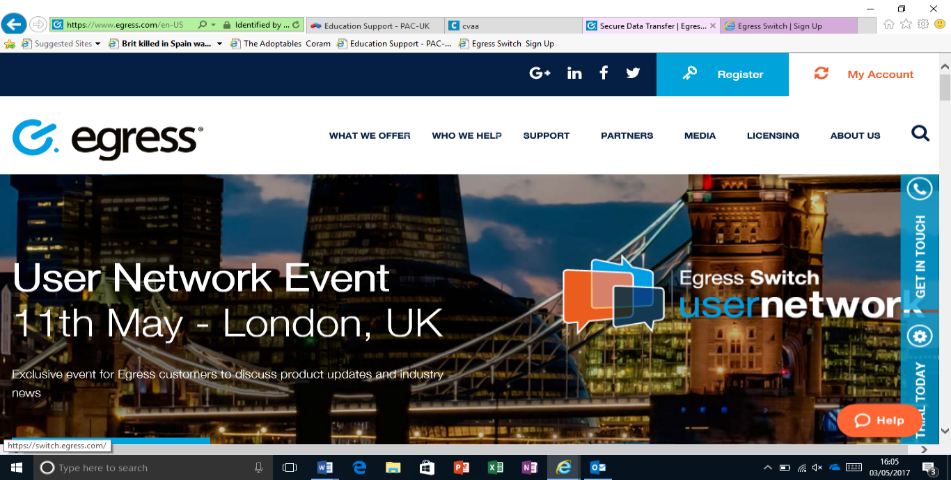 https://www.egress.com/en-US
Identified by ...
Education Support - PAC-UK
cvaa
Secure Data Transfer | Egres...
Egress Switch | Sign Up
Suggested Sites
Brit killed in Spain wa...
The Adoptables Coram
Education Support - PAC-...
Egress Switch Sign Up
G+ in f
Register
My Account
egress
WHAT WE OFFER
WHO WE HELP
SUPPORT
PARTNERS
MEDIA
LICENSING
ABOUT US
User Network Event
11th May - London, UK
Exclusive event for Egress customers to discuss product updates and industry
news
Egress Switch
usernetwork
GET IN TOUCH
TRIAL TODAY
Help
https://switch.egress.com/
Type here to search
16:05
03/05/2017
3